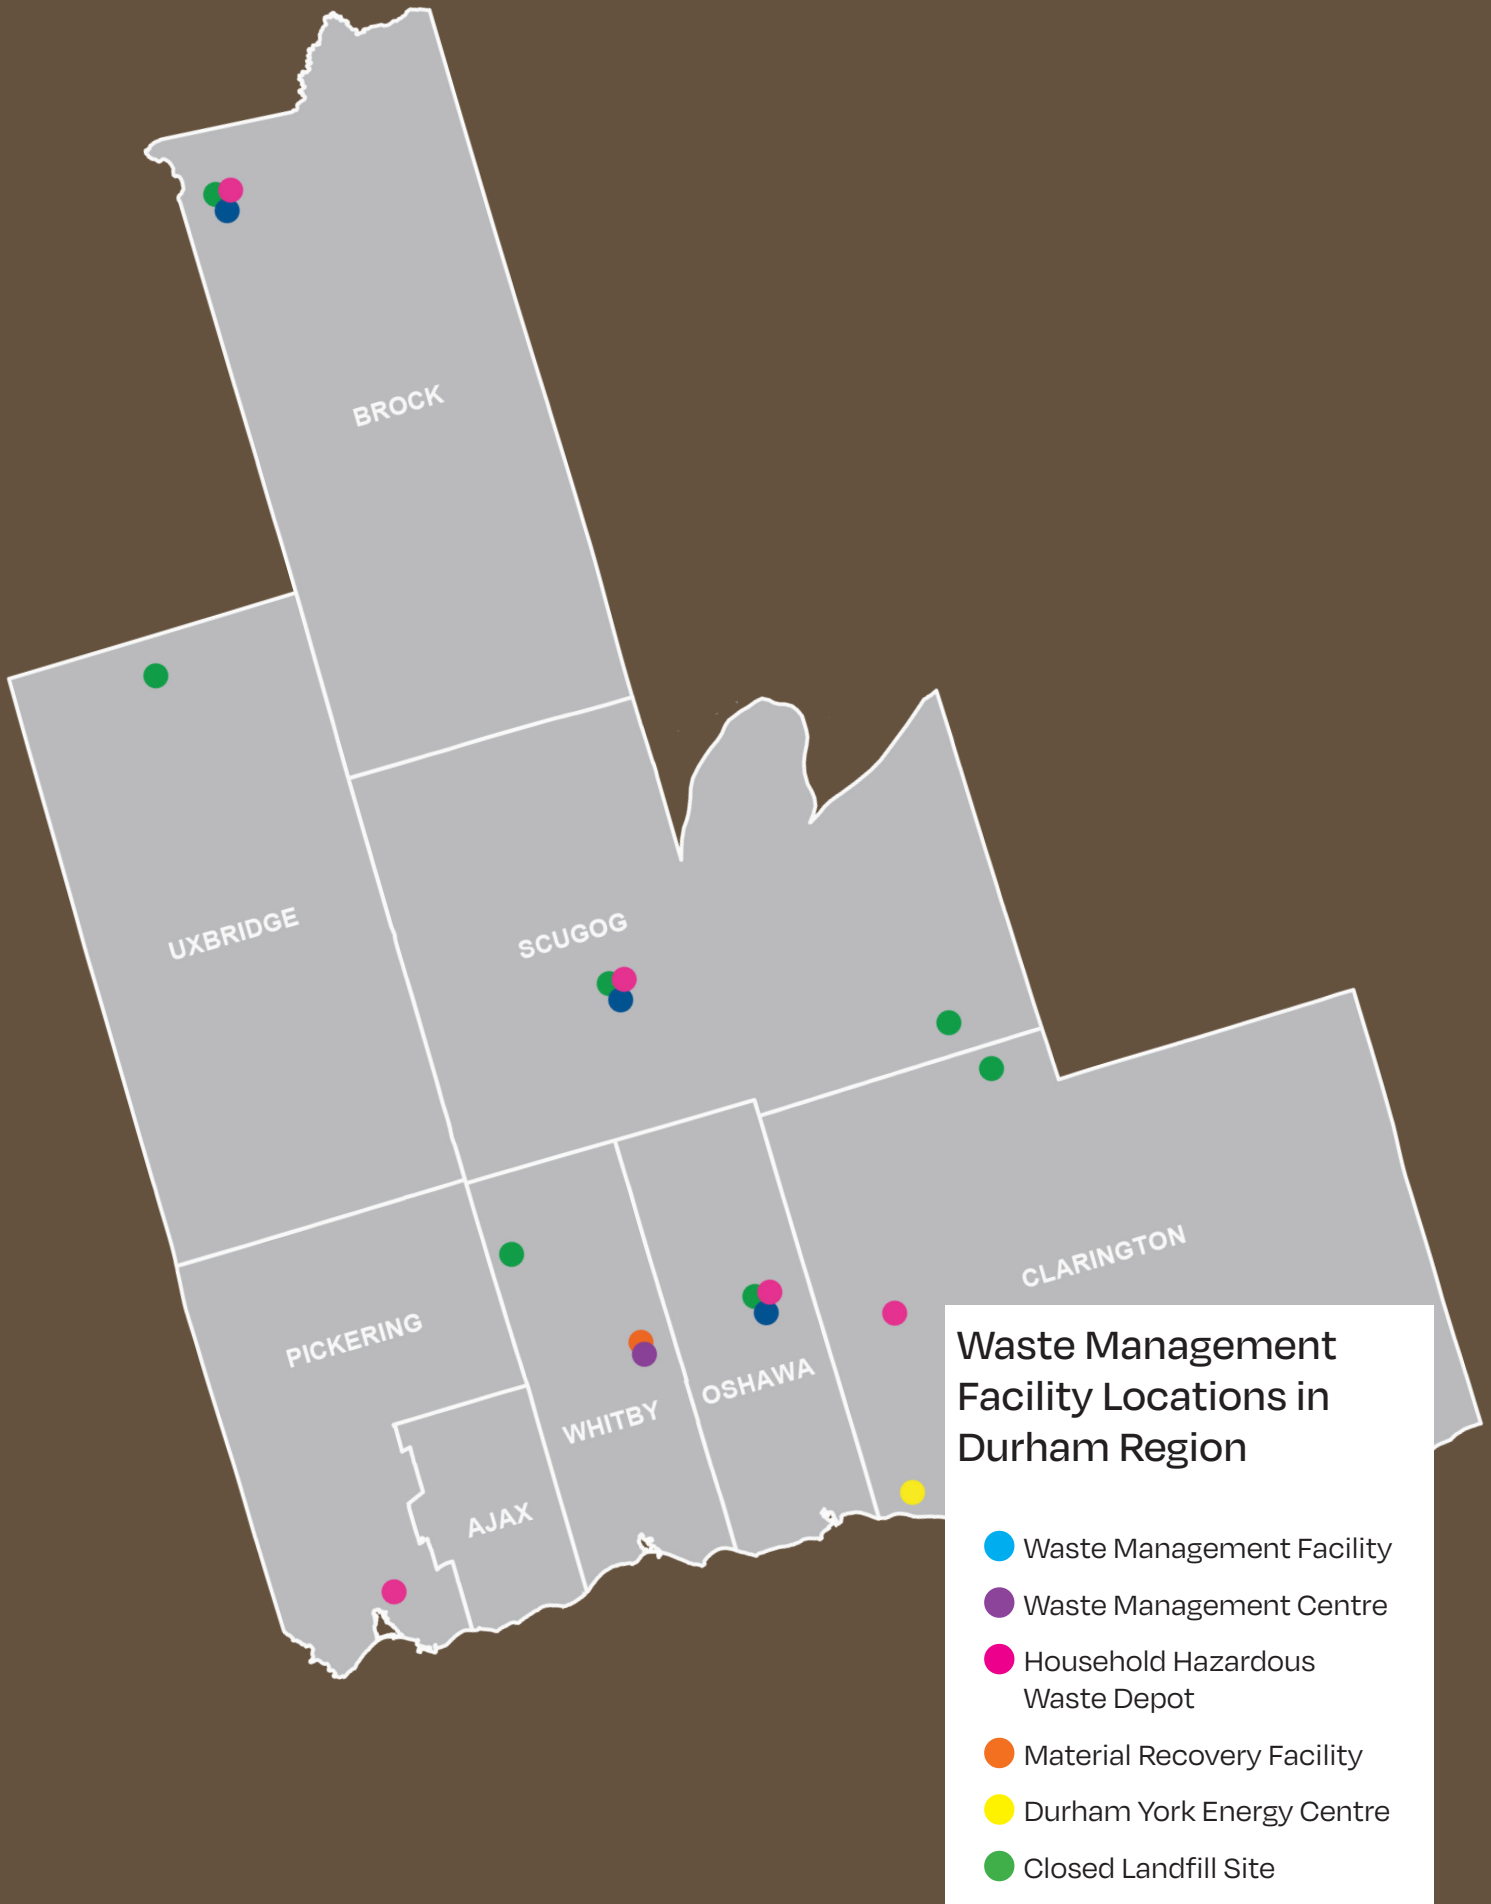 BROCK
UXBRIDGE
SCUGOG
CLARINGTON
PICKERING
OSHAWA
WHITBY
AJAX
Waste Management
Facility Locations in
Durham Region
Waste Management Facility
Waste Management Centre
Household Hazardous
Waste Depot
Material Recovery Facility
Durham York Energy Centre
Closed Landfill Site